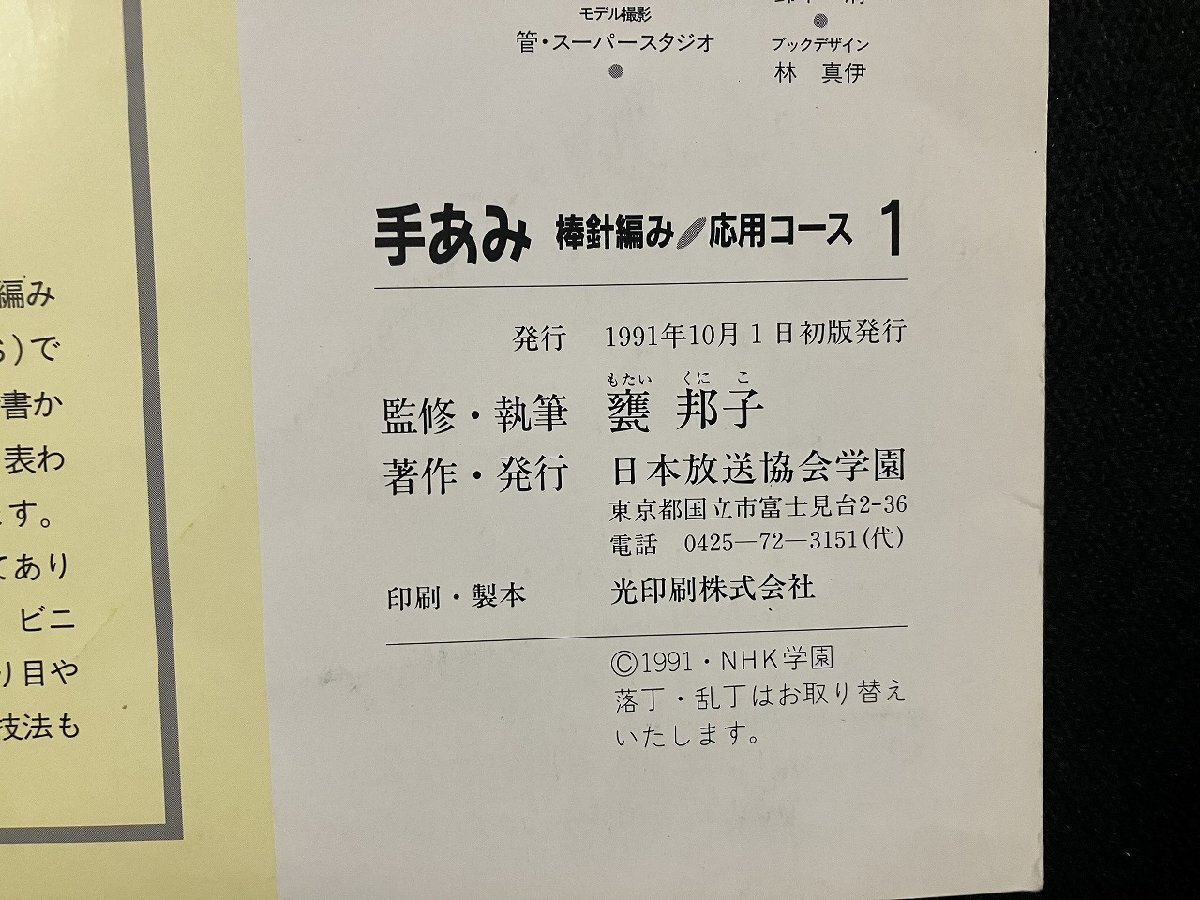 モデル撮影
管・スーパースタジオ
ブックデザイン
林 真伊
手あみ 棒針編み 応用コース 1
発行 1991年10月1日初版発行
もたい くに こ
監修・執筆 甕 邦子
著作・発行 日本放送協会学園
東京都国立市富士見台2-36
電話 0425―72―3151(代)
印刷・製本 光印刷株式会社
©1991・NHK学園
落丁・乱丁はお取り替え
いたします。
編み
)で
書か
表わ
す。
てあり
ビニ
り目や
技法も